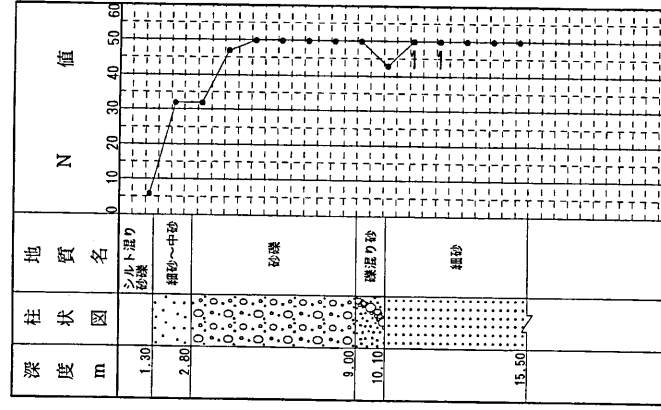 深度 m
柱状図
地質名
N 値
0 10 20 30 40 50 60
シルト混り
砂礫
1.30
細砂～中砂
2.80
砂礫
9.00
礫混り砂
10.10
細砂
15.50